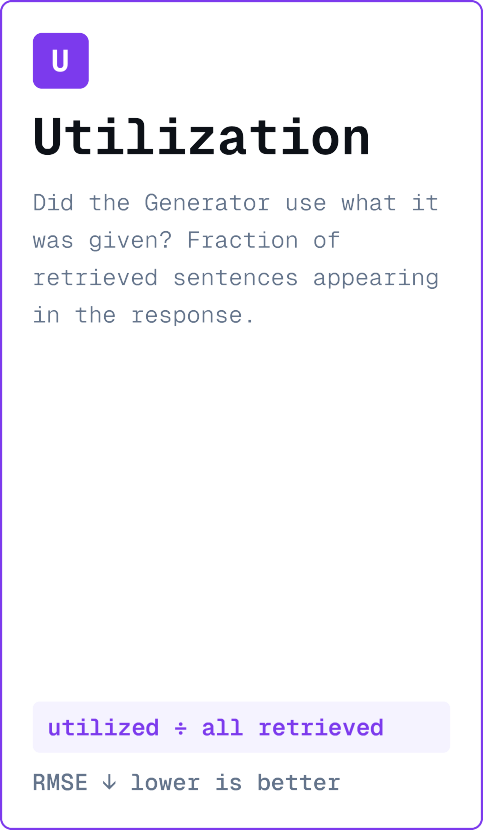 U
Utilization
Did the Generator use what it
was given? Fraction of
retrieved sentences appearing
in the response.
utilized ÷ all retrieved
RMSE ↓ lower is better